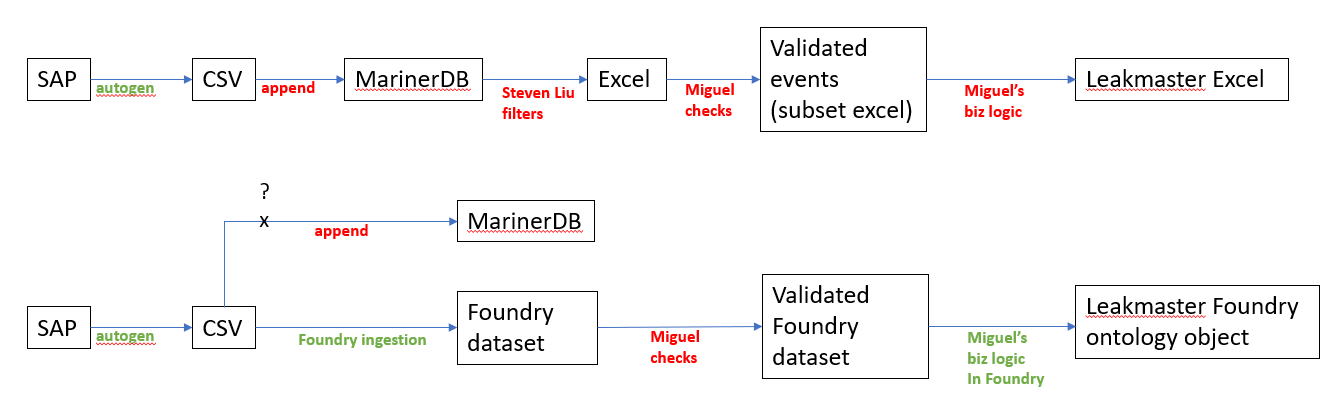 SAP
autogen
CSV
append
MarinerDB
Steven Liu
filters
Excel
Miguel
checks
Validated
events
(subset excel)
Miguel's
biz logic
Leakmaster Excel
?
x
append
MarinerDB
SAP
autogen
CSV
Foundry ingestion
Foundry
dataset
Miguel
checks
Validated
Foundry
dataset
Miguel's
biz logic
In Foundry
Leakmaster Foundry
ontology object